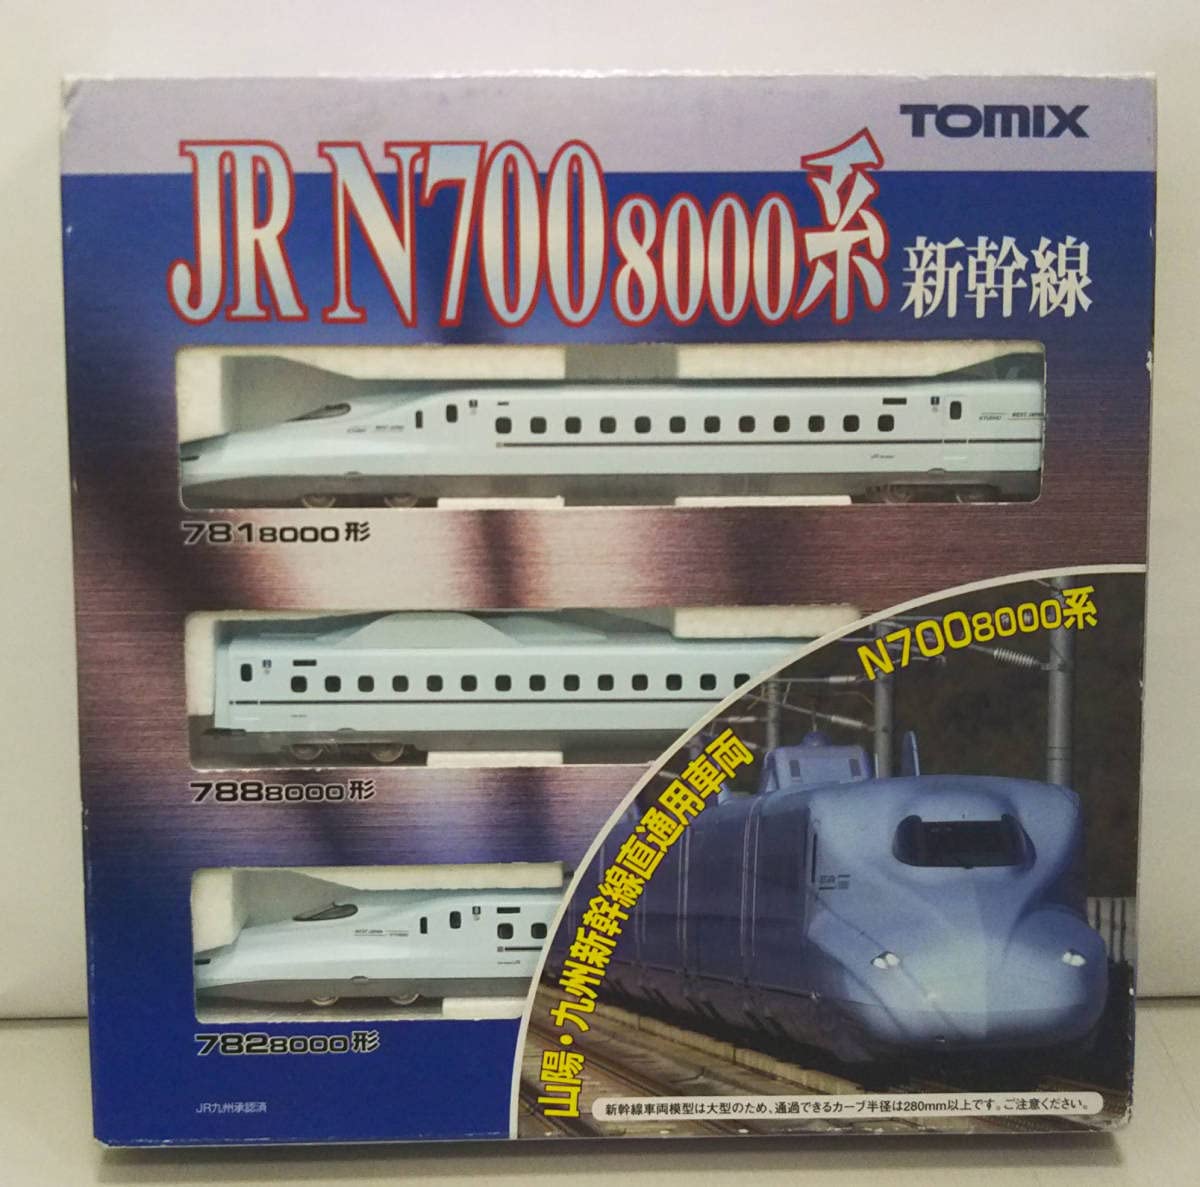 TOMIX
JR N700 8000系
新幹線
781 8000形
N700 8000系
788 8000形
山陽・九州新幹線直通用車両
782 8000形
JR九州承認済
新幹線車両模型は大型のため、通過できるカーブ半径は280mm以上です。ご注意ください。